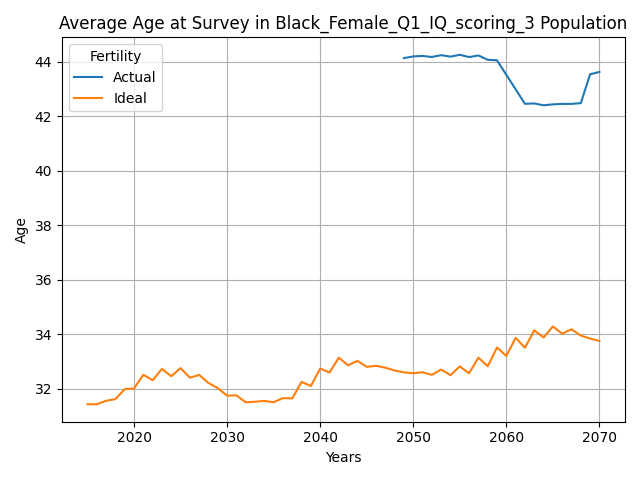 Average Age at Survey in Black_Female_Q1_IQ_scoring_3 Population
Fertility
Actual
Ideal
Age
44
42
40
38
36
34
32
2020 2030 2040 2050 2060 2070
Years